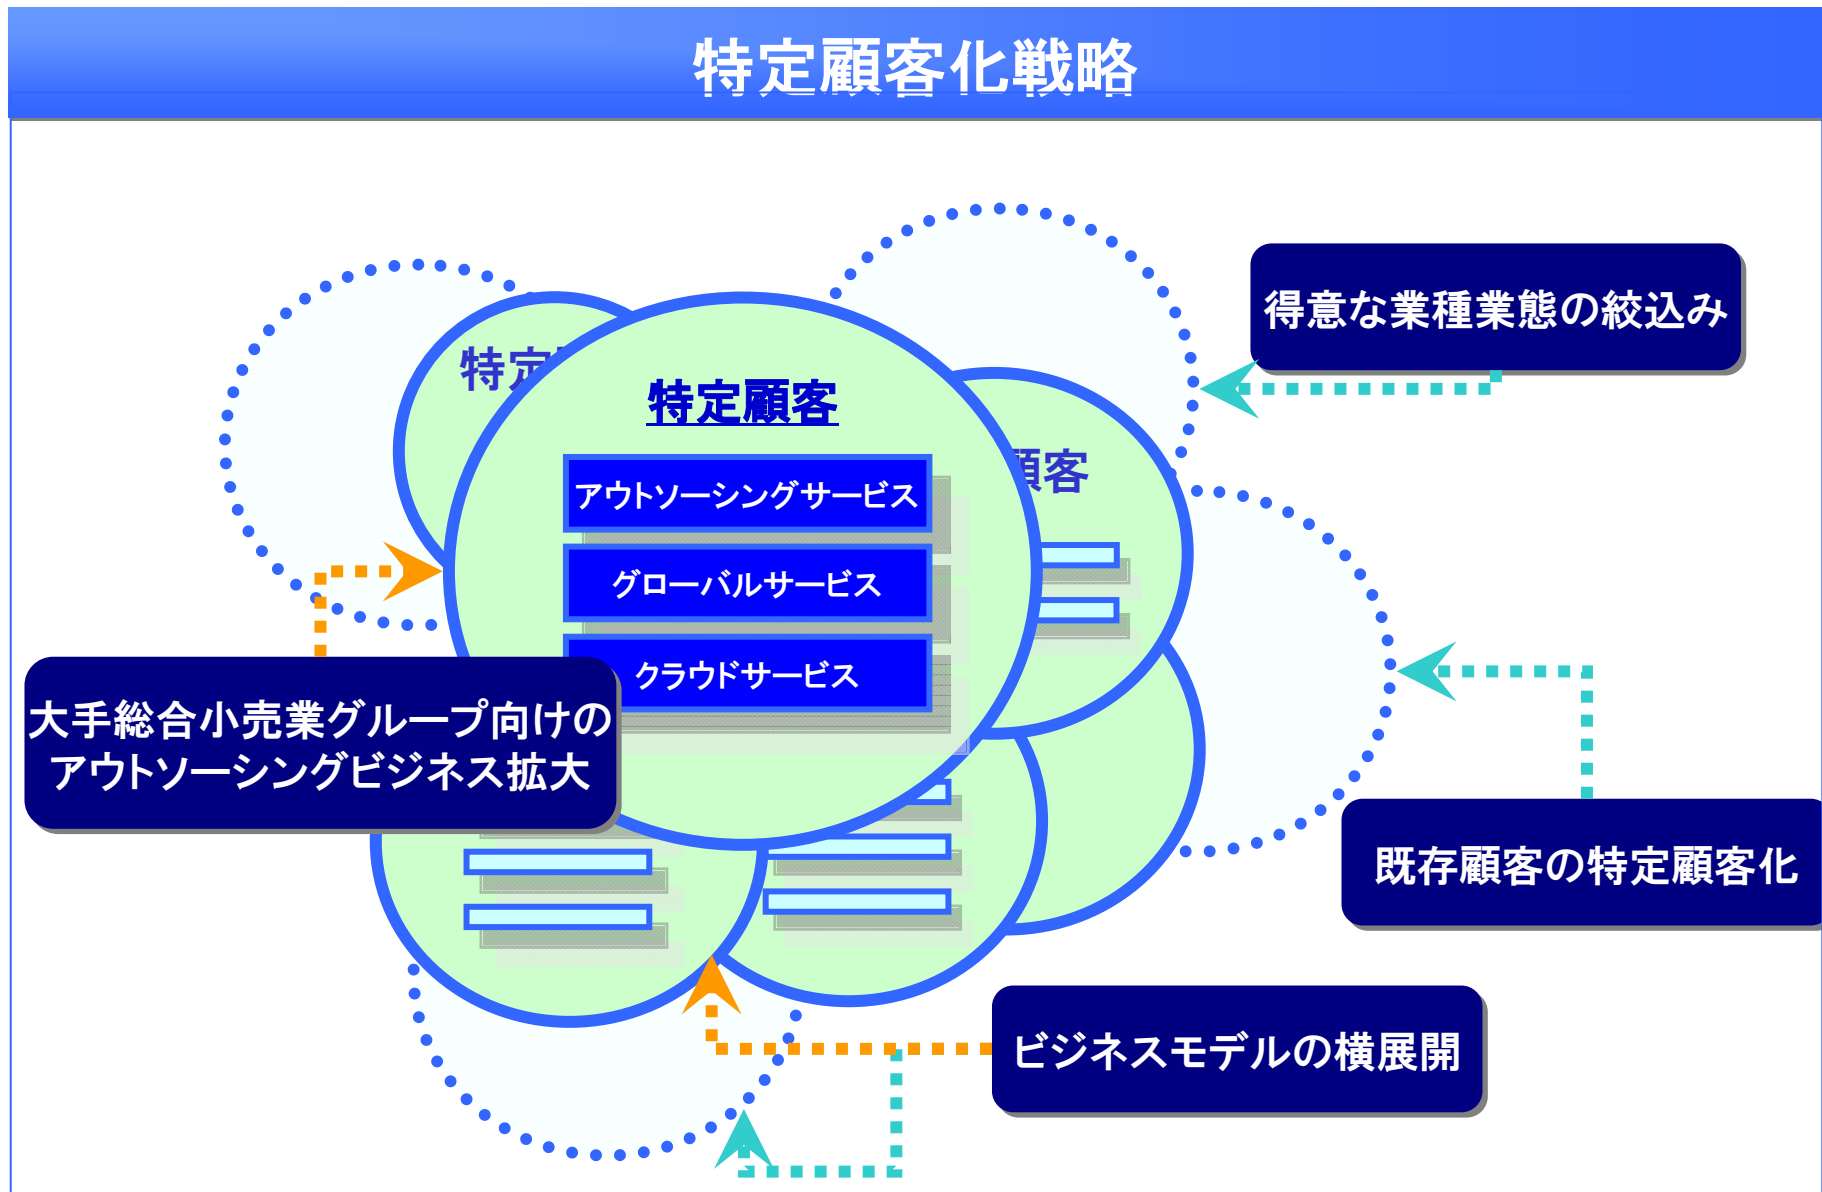 特定顧客化戦略
得意な業種業態の絞込み
特定
特定顧客
顧客
アウトソーシングサービス
グローバルサービス
クラウドサービス
大手総合小売業グループ向けの
アウトソーシングビジネス拡大
既存顧客の特定顧客化
ビジネスモデルの横展開